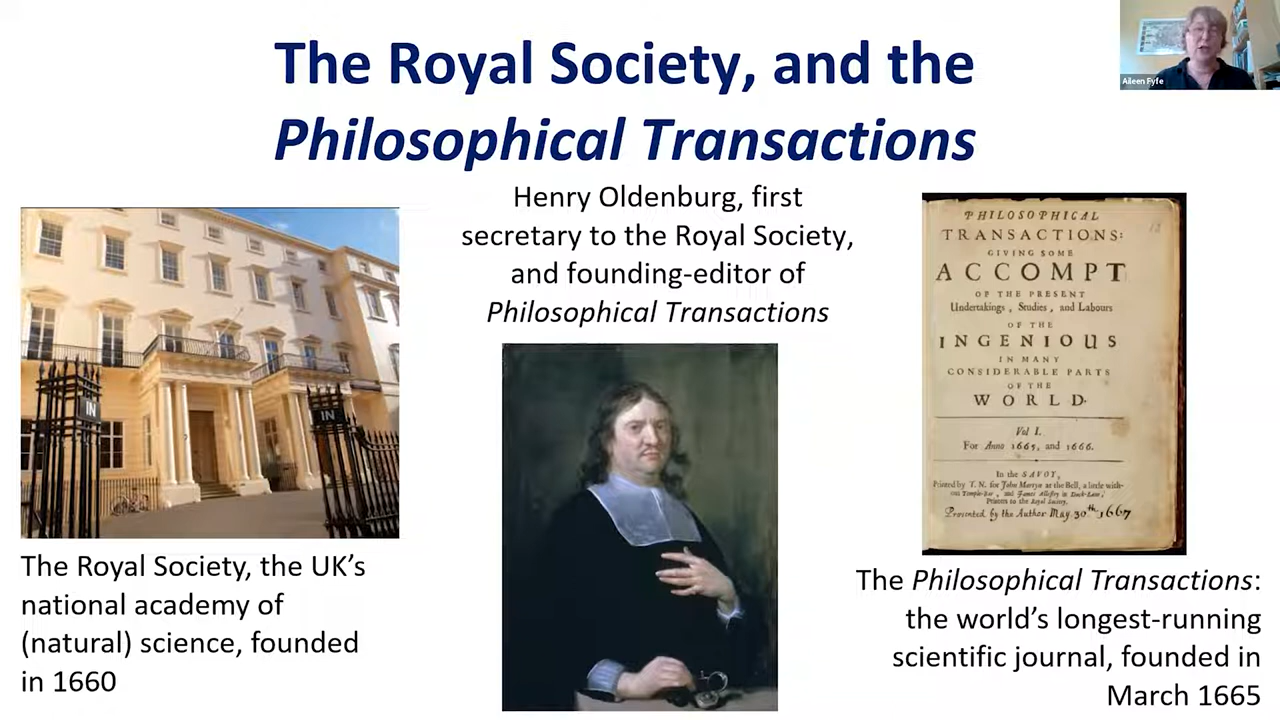 The Royal Society, and the
Philosophical Transactions
Aileen Fyfe
Henry Oldenburg, first
secretary to the Royal Society,
and founding-editor of
Philosophical Transactions
IN
IN
The Royal Society, the UK’s
national academy of
(natural) science, founded
in 1660
PHILOSOPHICAL
TRANSACTIONS:
GIVING SOME
ACCOMPT
OF THE PRESENT
Undertakings, Studies, and Labours
OF THE
INGENIOUS
IN MANY
CONSIDERABLE PARTS
OF THE
WORLD.
Vol I.
For Anno 1665, and 1666.
In the SAVOY,
Printed by T. N. for John Martyn at the Bell, a little with-
out Temple-Bar, and James Allestry in Duck-Lane,
Printers to the Royal Society.
Presented by the Author May. 30th 1667
The Philosophical Transactions:
the world’s longest-running
scientific journal, founded in
March 1665